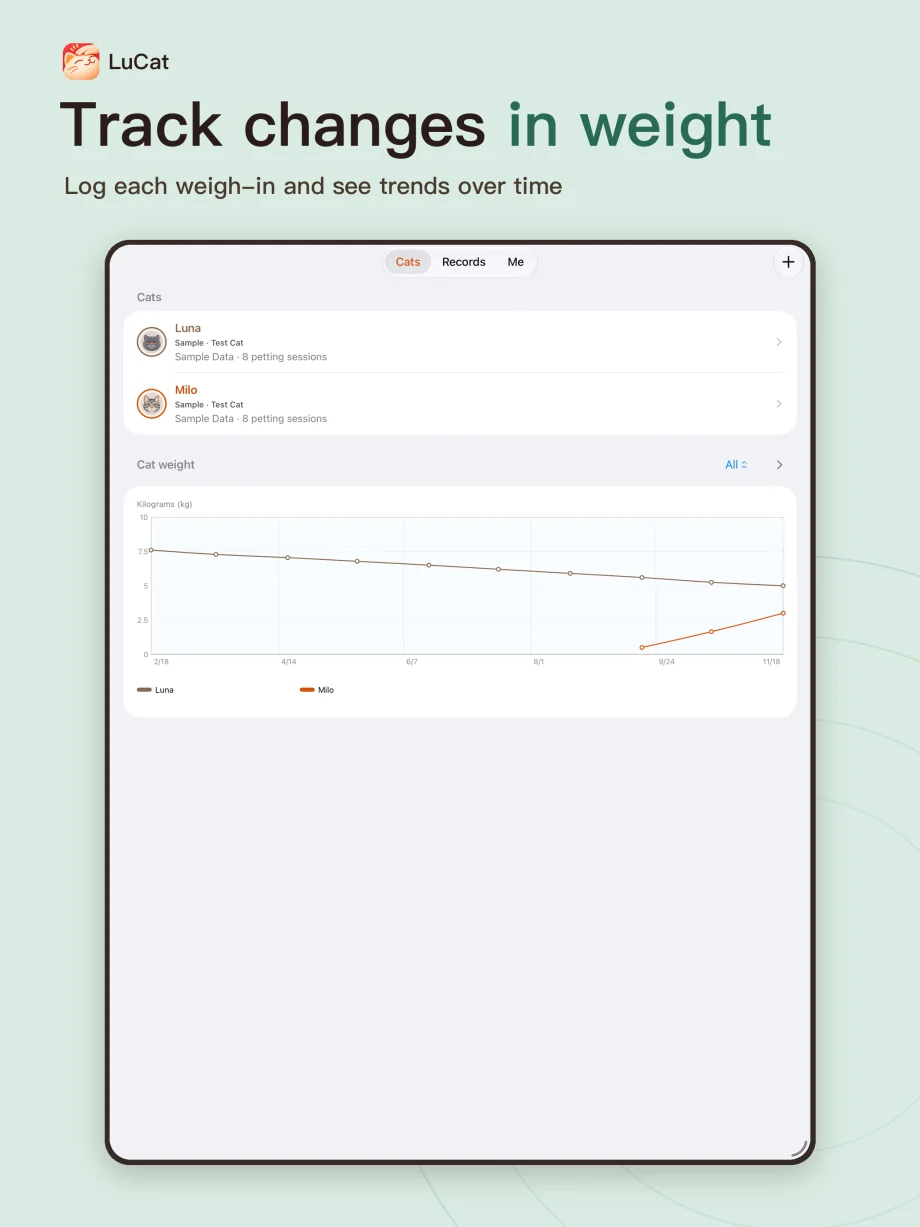 LuCat
Track changes in weight
Log each weigh-in and see trends over time
Cats Records Me +
Cats
Luna
Sample · Test Cat
Sample Data · 8 petting sessions
Milo
Sample · Test Cat
Sample Data · 8 petting sessions
Cat weight All
Kilograms (kg)
10
7.5
5
2.5
0
2/18 4/14 6/7 8/1 9/24 11/18
Luna Milo